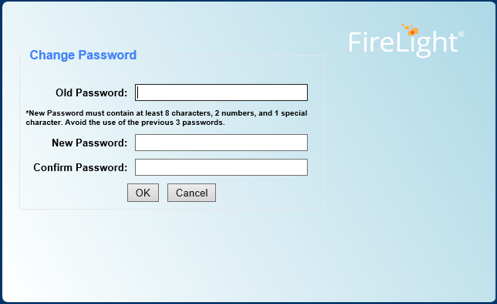 FireLight®
Change Password
Old Password:
*New Password must contain at least 8 characters, 2 numbers, and 1 special
character. Avoid the use of the previous 3 passwords.
New Password:
Confirm Password:
OK Cancel